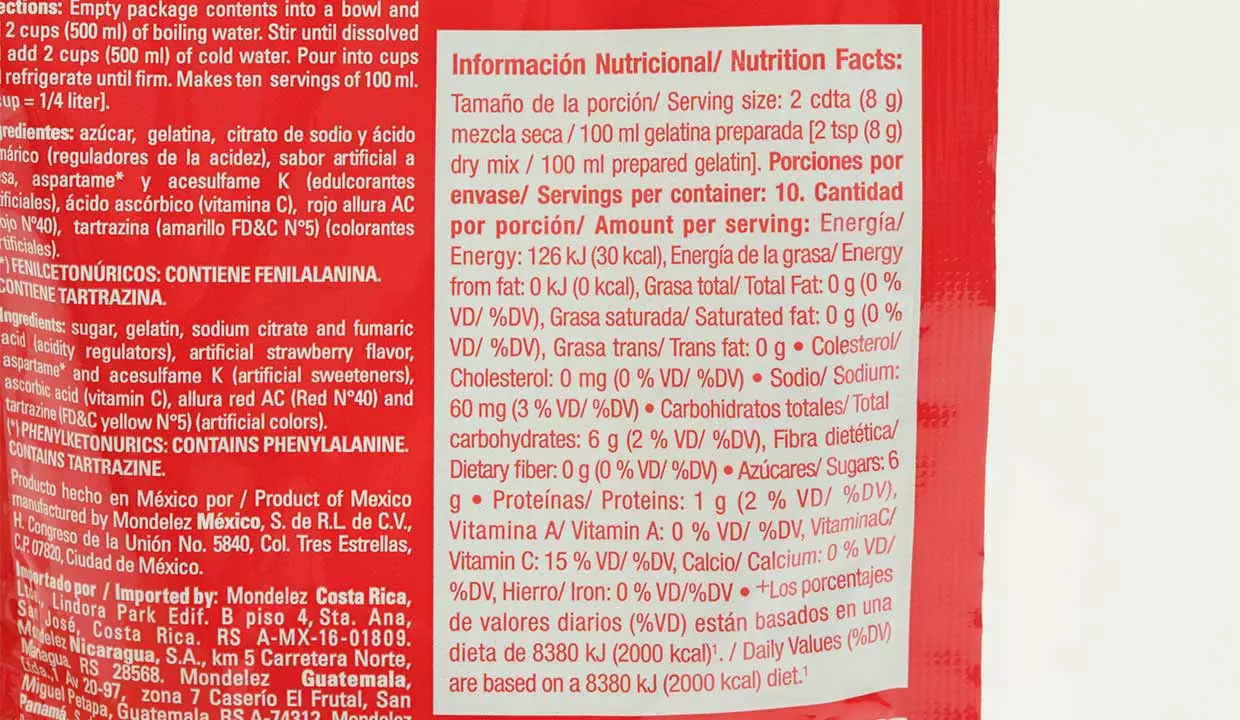 ections: Empty package contents into a bowl and
2 cups (500 ml) of boiling water. Stir until dissolved
add 2 cups (500 ml) of cold water. Pour into cups
refrigerate until firm. Makes ten servings of 100 ml.
up = 1/4 liter].
redientes: azúcar, gelatina, citrato de sodio y ácido
márico (reguladores de la acidez), sabor artificial a
sa, aspartame* y acesulfame K (edulcorantes
ificiales), ácido ascórbico (vitamina C), rojo allura AC
ojo N°40), tartrazina (amarillo FD&C N°5) (colorantes
rtificiales).
*) FENILCETONÚRICOS: CONTIENE FENILALANINA.
CONTIENE TARTRAZINA.
Ingredients: sugar, gelatin, sodium citrate and fumaric
acid (acidity regulators), artificial strawberry flavor,
aspartame* and acesulfame K (artificial sweeteners),
ascorbic acid (vitamin C), allura red AC (Red N°40) and
tartrazine (FD&C yellow N°5) (artificial colors).
(*) PHENYLKETONURICS: CONTAINS PHENYLALANINE.
CONTAINS TARTRAZINE.
Producto hecho en México por / Product of Mexico
manufactured by Mondelez México, S. de R.L. de C.V.,
H. Congreso de la Unión No. 5840, Col. Tres Estrellas,
C.P. 07820, Ciudad de México.
Importado por / Imported by: Mondelez Costa Rica,
Lindora Park Edif. B piso 4, Sta. Ana,
San José, Costa Rica. RS A-MX-16-01809.
Mondelez Nicaragua, S.A., km 5 Carretera Norte,
Managua, RS 28568. Mondelez Guatemala,
Ltda., 1 Av 20-97, zona 7 Caserío El Frutal, San
Miguel Petapa, Guatemala, RS A-74312. Mondelez
Panamá,
Información Nutricional/ Nutrition Facts:
Tamaño de la porción/ Serving size: 2 cdta (8 g)
mezcla seca / 100 ml gelatina preparada [2 tsp (8 g)
dry mix / 100 ml prepared gelatin]. Porciones por
envase/ Servings per container: 10. Cantidad
por porción/ Amount per serving: Energía/
Energy: 126 kJ (30 kcal), Energía de la grasa/ Energy
from fat: 0 kJ (0 kcal), Grasa total/ Total Fat: 0 g (0 %
VD/ %DV), Grasa saturada/ Saturated fat: 0 g (0 %
VD/ %DV), Grasa trans/ Trans fat: 0 g • Colesterol/
Cholesterol: 0 mg (0 % VD/ %DV) • Sodio/ Sodium:
60 mg (3 % VD/ %DV) • Carbohidratos totales/ Total
carbohydrates: 6 g (2 % VD/ %DV), Fibra dietética/
Dietary fiber: 0 g (0 % VD/ %DV) • Azúcares/ Sugars: 6
g • Proteínas/ Proteins: 1 g (2 % VD/ %DV),
Vitamina A/ Vitamin A: 0 % VD/ %DV, VitaminaC/
Vitamin C: 15 % VD/ %DV, Calcio/ Calcium: 0 % VD/
%DV, Hierro/ Iron: 0 % VD/%DV • +Los porcentajes
de valores diarios (%VD) están basados en una
dieta de 8380 kJ (2000 kcal)¹. / Daily Values (%DV)
are based on a 8380 kJ (2000 kcal) diet.¹